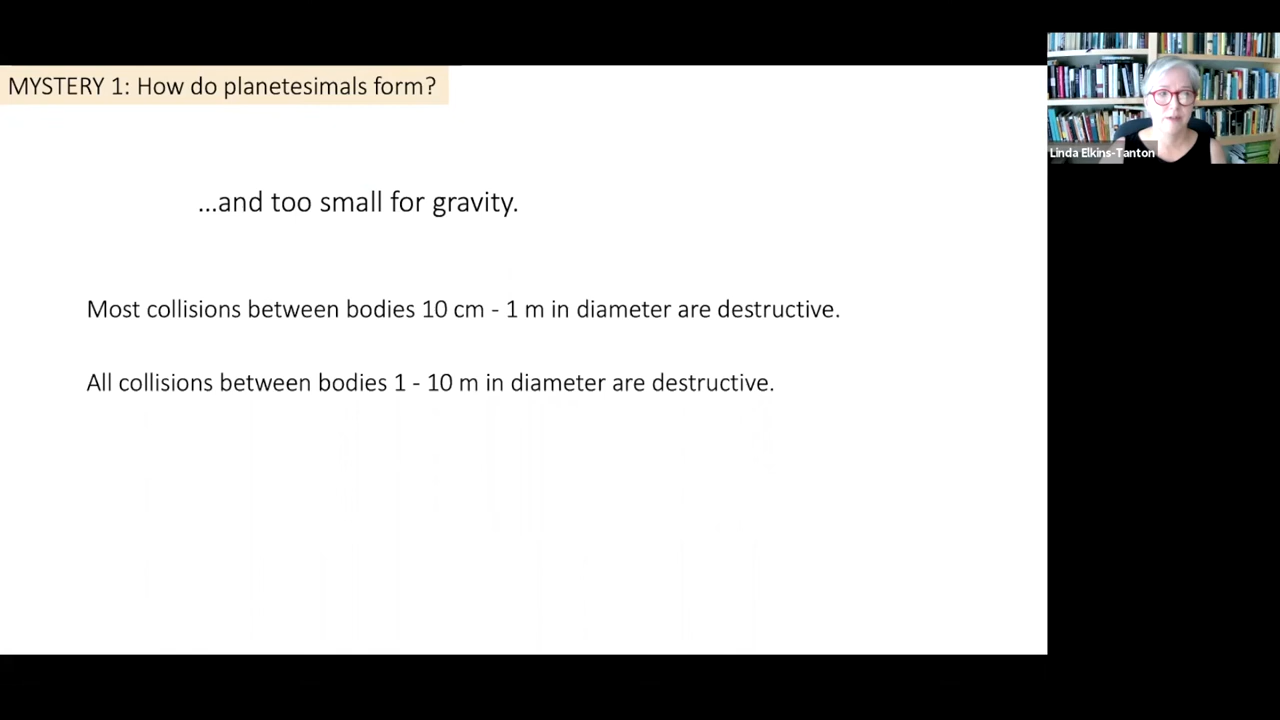 MYSTERY 1: How do planetesimals form?
...and too small for gravity.
Most collisions between bodies 10 cm - 1 m in diameter are destructive.
All collisions between bodies 1 - 10 m in diameter are destructive.
Linda Elkins-Tanton